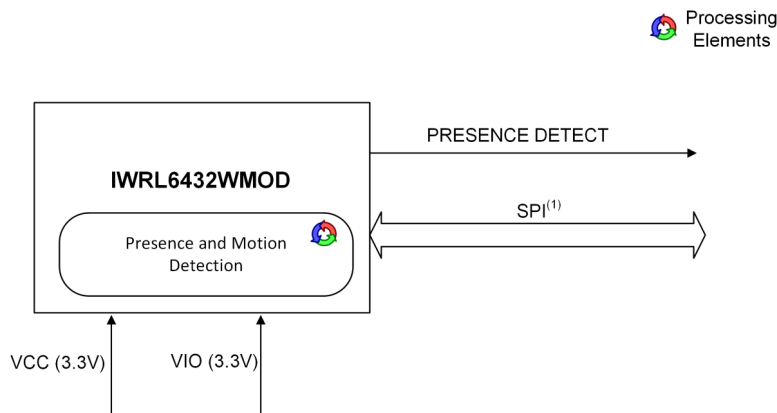 Processing
Elements
PRESENCE DETECT
IWRL6432WMOD
SPI(1)
Presence and Motion
Detection
VCC (3.3V)
VIO (3.3V)